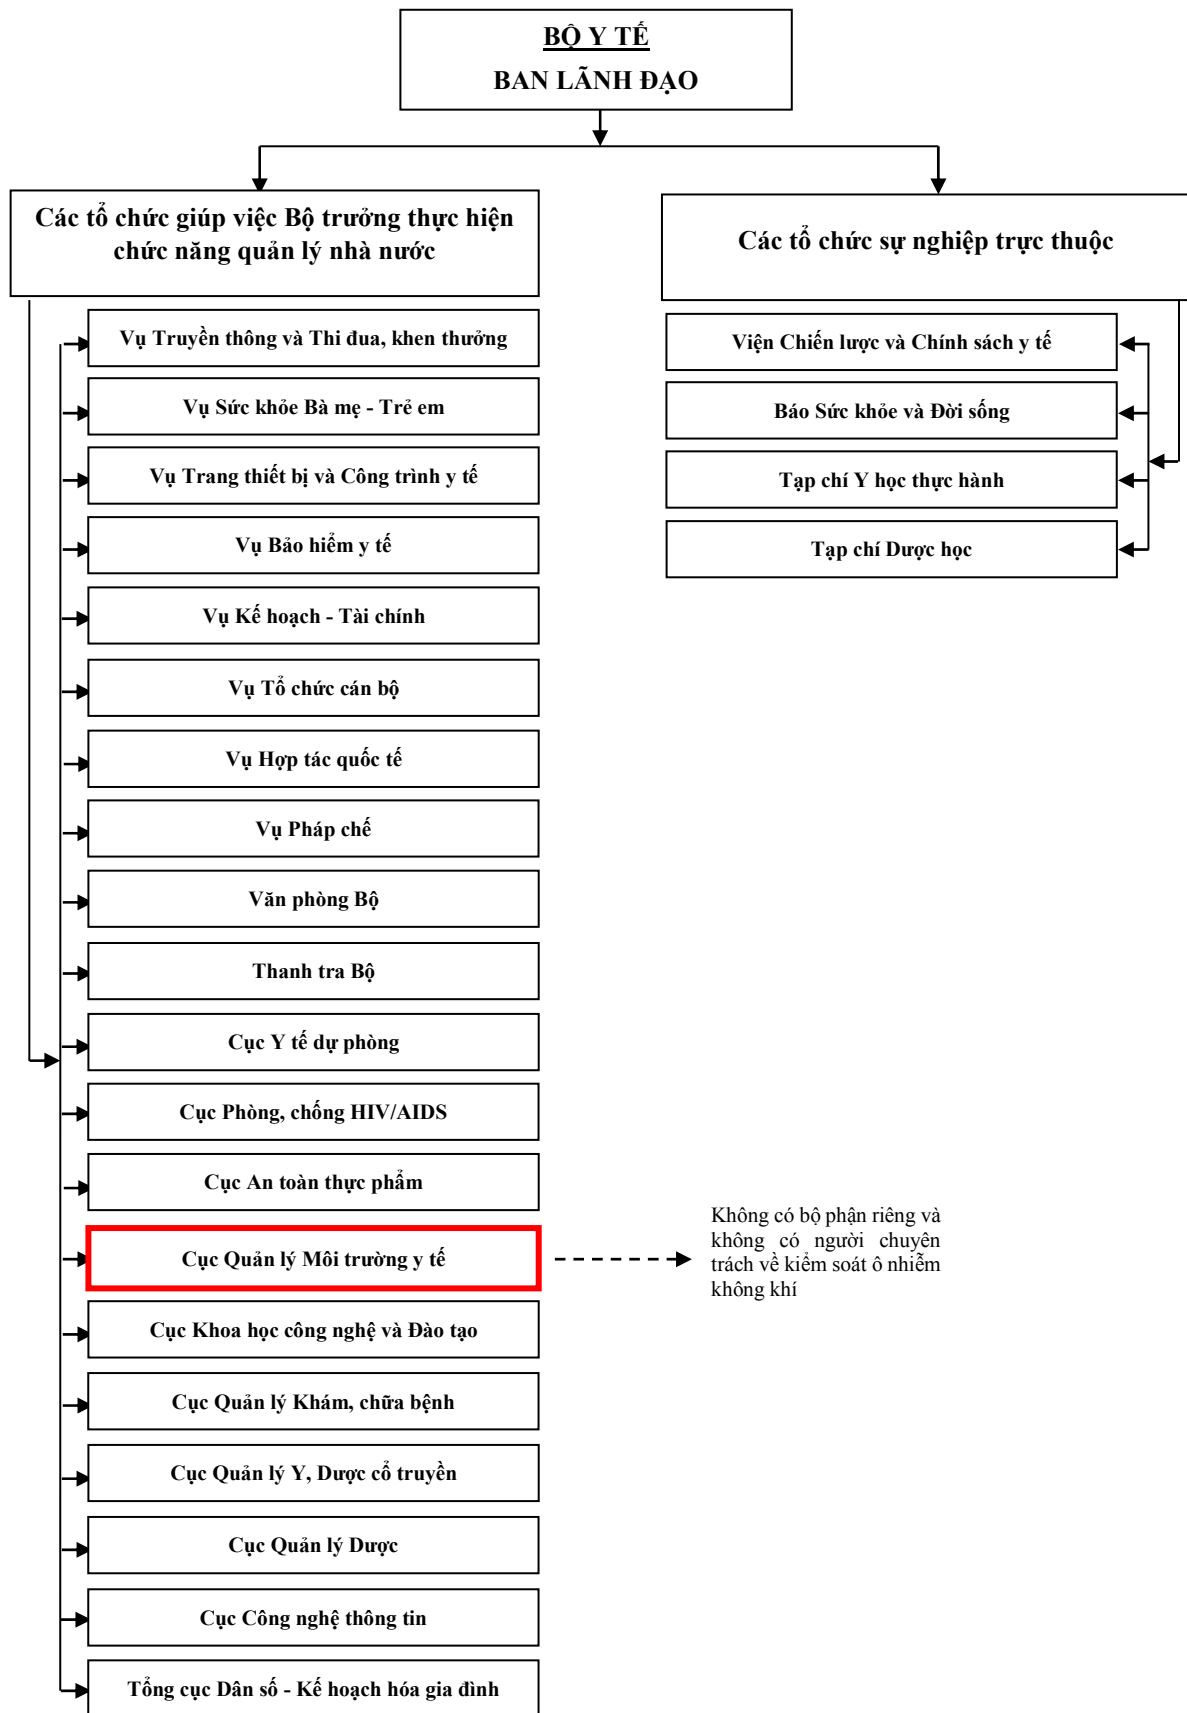 BỘ Y TẾ
BAN LÃNH ĐẠO
Các tổ chức giúp việc Bộ trưởng thực hiện
chức năng quản lý nhà nước
Vụ Truyền thông và Thi đua, khen thưởng
Vụ Sức khỏe Bà mẹ - Trẻ em
Vụ Trang thiết bị và Công trình y tế
Vụ Bảo hiểm y tế
Vụ Kế hoạch - Tài chính
Vụ Tổ chức cán bộ
Vụ Hợp tác quốc tế
Vụ Pháp chế
Văn phòng Bộ
Thanh tra Bộ
Cục Y tế dự phòng
Cục Phòng, chống HIV/AIDS
Cục An toàn thực phẩm
Cục Quản lý Môi trường y tế
Không có bộ phận riêng và
không có người chuyên
trách về kiểm soát ô nhiễm
không khí
Cục Khoa học công nghệ và Đào tạo
Cục Quản lý Khám, chữa bệnh
Cục Quản lý Y, Dược cổ truyền
Cục Quản lý Dược
Cục Công nghệ thông tin
Tổng cục Dân số - Kế hoạch hóa gia đình
Các tổ chức sự nghiệp trực thuộc
Viện Chiến lược và Chính sách y tế
Báo Sức khỏe và Đời sống
Tạp chí Y học thực hành
Tạp chí Dược học